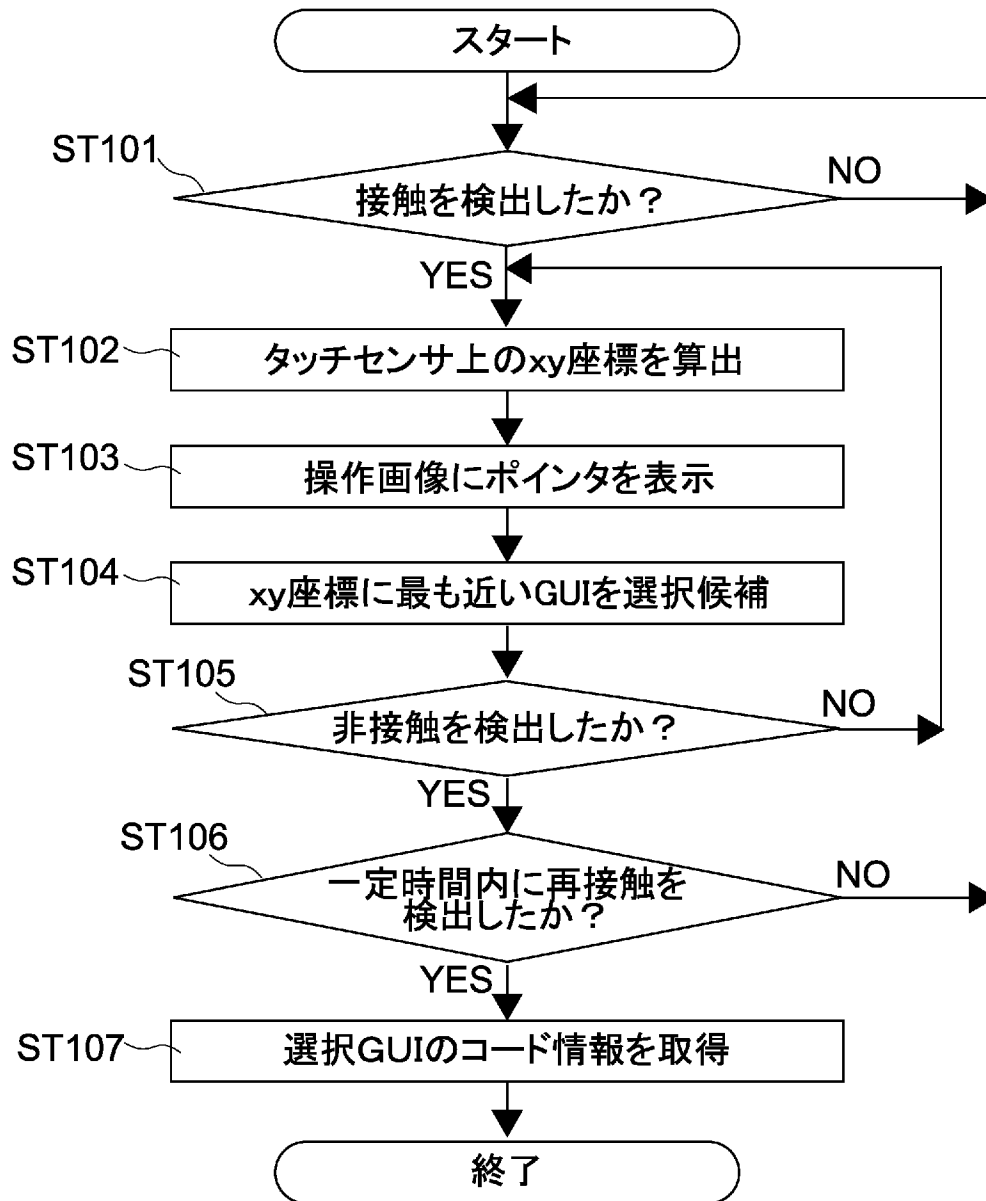 スタート
ST101
接触を検出したか？
NO
YES
ST102
タッチセンサ上のxy座標を算出
ST103
操作画像にポインタを表示
ST104
xy座標に最も近いGUIを選択候補
ST105
非接触を検出したか？
NO
YES
ST106
一定時間内に再接触を
検出したか？
NO
YES
ST107
選択GUIのコード情報を取得
終了